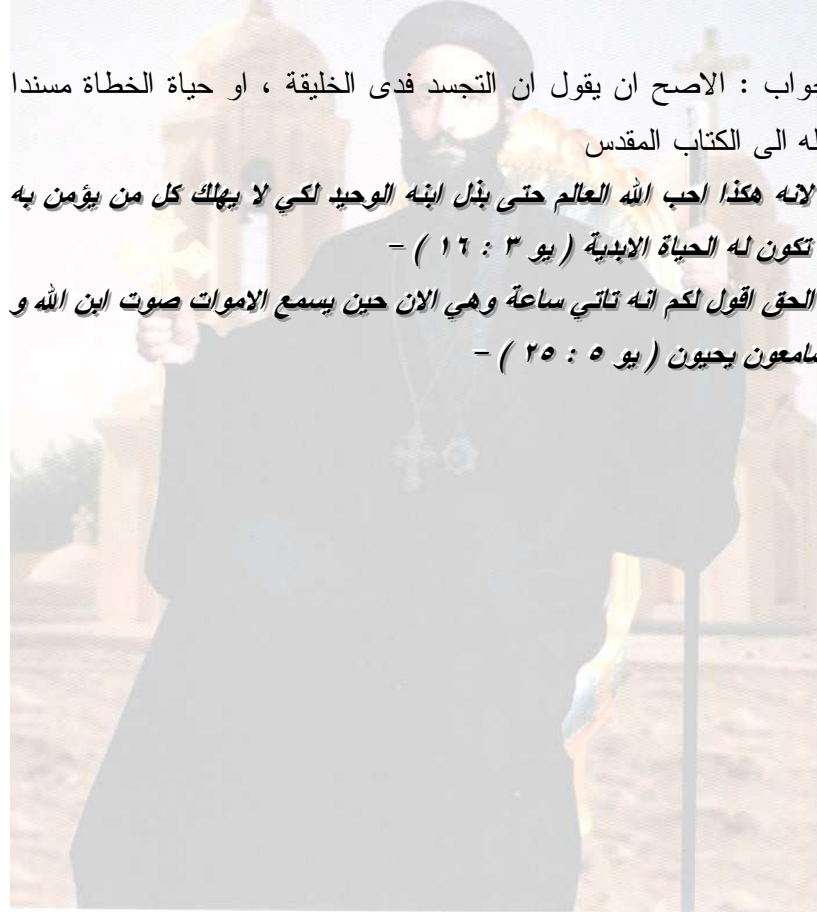 جواب : الاصح ان يقول ان التجسد فدى الخليقة ، او حياة الخطاة مسندا
له الى الكتاب المقدس
لانه هكذا احب الله العالم حتى بذل ابنه الوحيد لكي لا يهلك كل من يؤمن به
تكون له الحياة الابدية ( يو ٣ : ١٦ ) –
الحق اقول لكم انه تاتي ساعة وهي الان حين يسمع الاموات صوت ابن الله و
سامعون يحيون ( يو ٥ : ٢٥ ) –